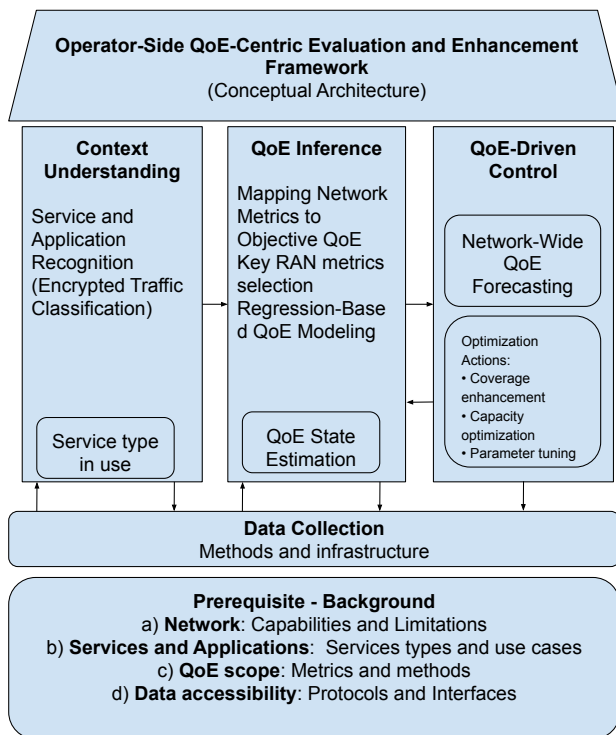 Operator-Side QoE-Centric Evaluation and Enhancement
Framework
(Conceptual Architecture)
Context
Understanding
Service and
Application
Recognition
(Encrypted Traffic
Classification)
Service type
in use
QoE Inference
Mapping Network
Metrics to
Objective QoE
Key RAN metrics
selection
Regression-Base
d QoE Modeling
QoE State
Estimation
QoE-Driven
Control
Network-Wide
QoE
Forecasting
Optimization
Actions:
• Coverage
enhancement
• Capacity
optimization
• Parameter tuning
Data Collection
Methods and infrastructure
Prerequisite - Background
a) Network: Capabilities and Limitations
b) Services and Applications:  Services types and use cases
c) QoE scope: Metrics and methods
d) Data accessibility: Protocols and Interfaces